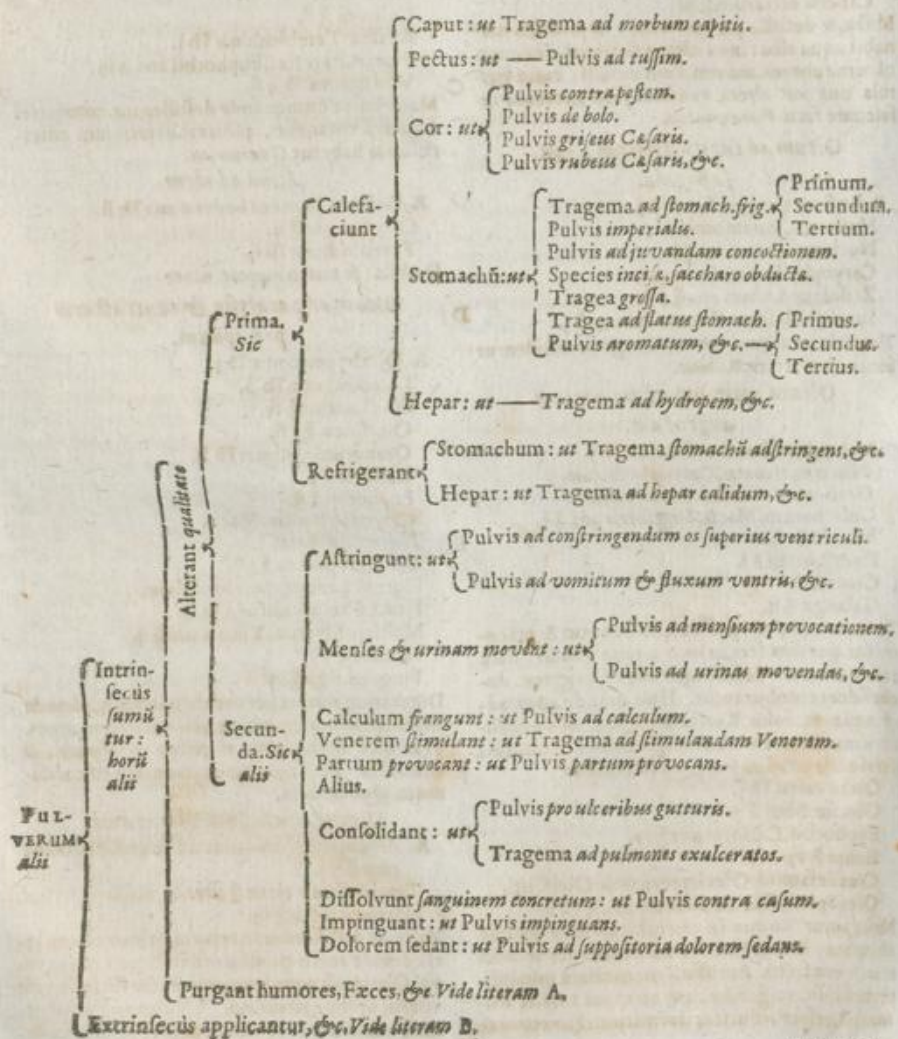 Caput : ut Tragema ad morbum capitis.
Pectus : ut — Pulvis ad tussim.
Cor : ut
Pulvis contra pestem.
Pulvis de bolo.
Pulvis griseus Cæsaris.
Pulvis rubeus Cæsaris, &c.
Calefa-
ciunt
Stomachũ: ut
Tragema ad stomach. frig.
Primum.
Secundum.
Tertium.
Pulvis imperialis.
Pulvis ad juvandam concoctionem.
Species incisæ, saccharo obducta.
Tragea grossa.
Tragea ad flatus stomach.
Pulvis aromatum, &c.
Primus.
Secundus.
Tertius.
Prima.
Sic
Hepar : ut — Tragema ad hydropem, &c.
Refrigerant
Stomachum : ut Tragema stomachũ adstringens, &c.
Hepar : ut Tragema ad hepar calidum, &c.
Alterant qualitate
Astringunt : ut
Pulvis ad constringendum os superius ventriculi.
Pulvis ad vomitum & fluxum ventris, &c.
Menses & urinam movent : ut
Pulvis ad mensium provocationem.
Pulvis ad urinas movendas, &c.
Intrin-
secùs
sumũ
tur :
horũ
alii
Secun-
da. Sic
alii
Calculum frangunt : ut Pulvis ad calculum.
Venerem stimulant : ut Tragema ad stimulandam Venerem.
Partum provocant : ut Pulvis partum provocans.
Alius.
PUL-
VERUM
alii
Consolidant : ut
Pulvis pro ulceribus gutturis.
Tragema ad pulmones exulceratos.
Dissolvunt sanguinem concretum : ut Pulvis contra casum.
Impinguant : ut Pulvis impinguans.
Dolorem sedant : ut Pulvis ad suppositoria dolorem sedans.
Purgant humores, Fæces, &c Vide literam A.
Extrinsecùs applicantur, &c, Vide literam B.